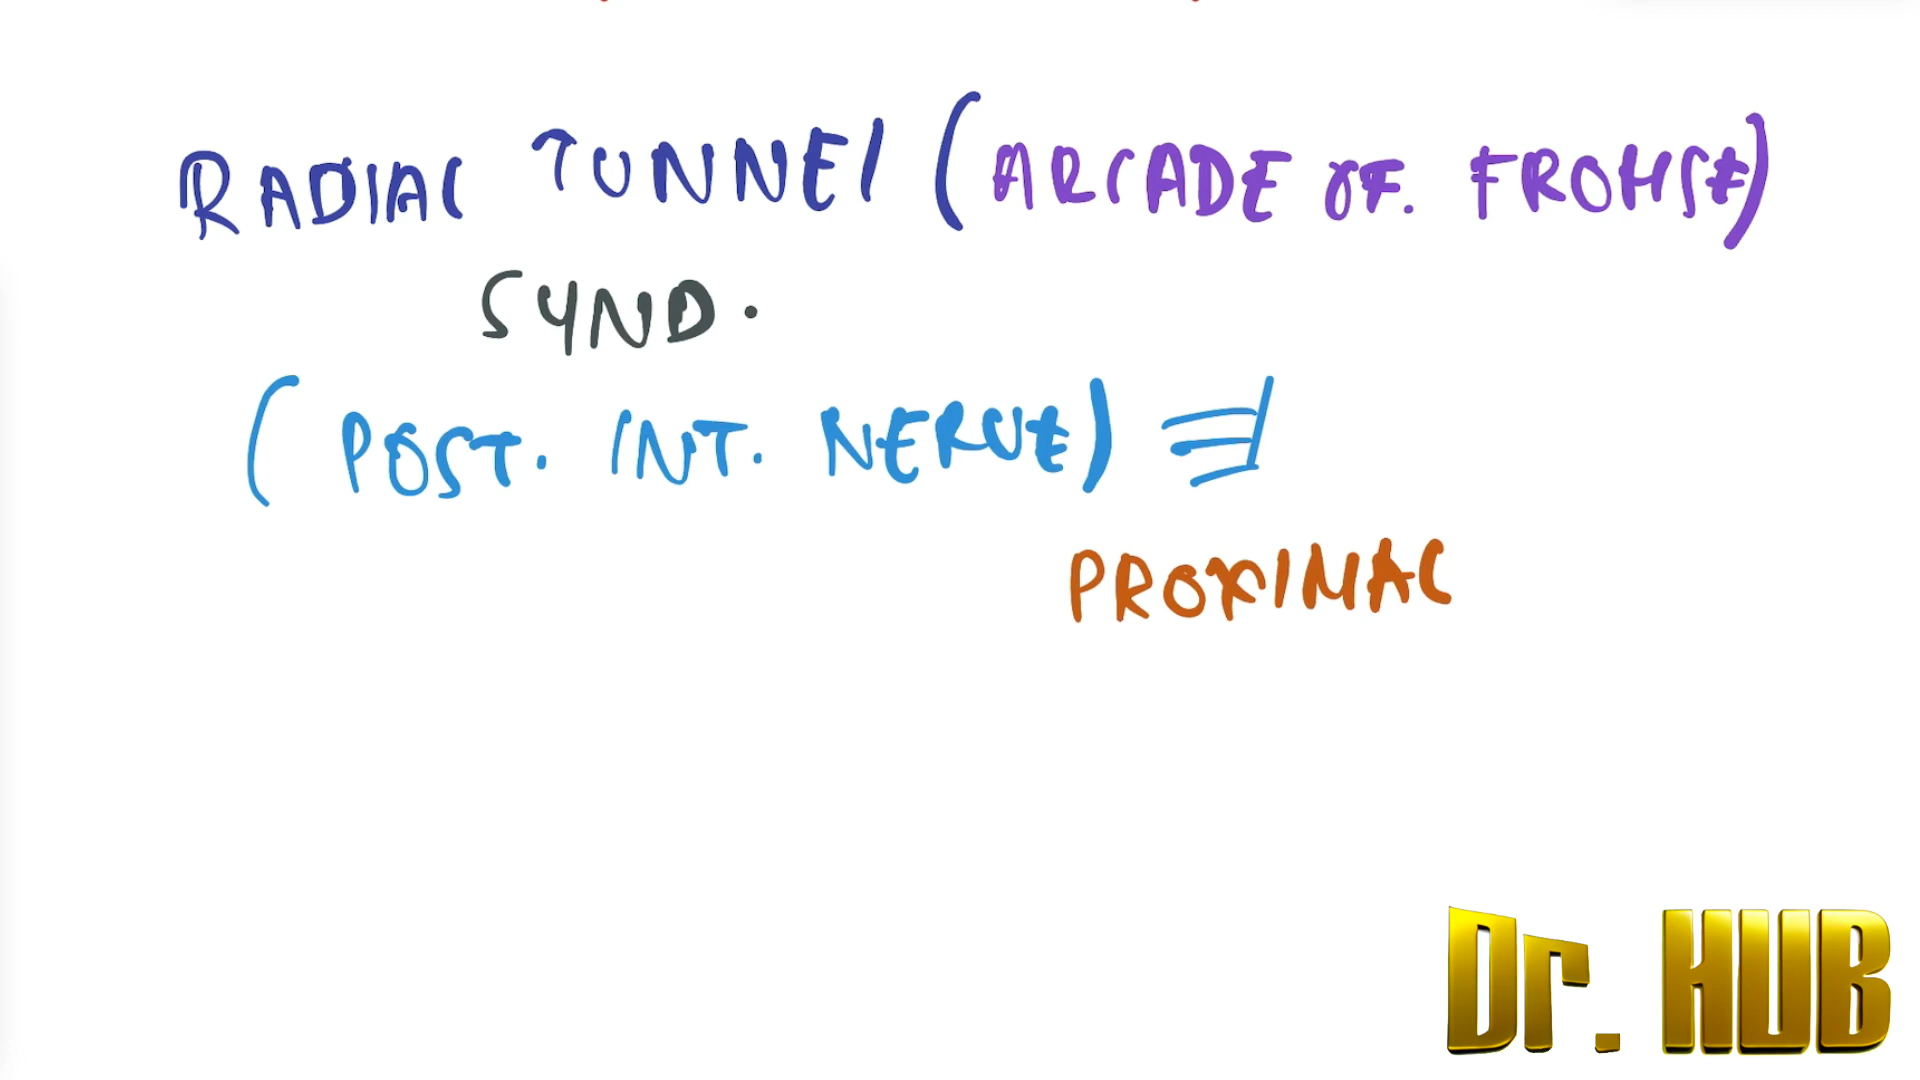 RADIAL TUNNEL (ARCADE OF. FROHSE)
SYND.
(POST. INT. NERVE)
PROXIMAL
Dr. HUB